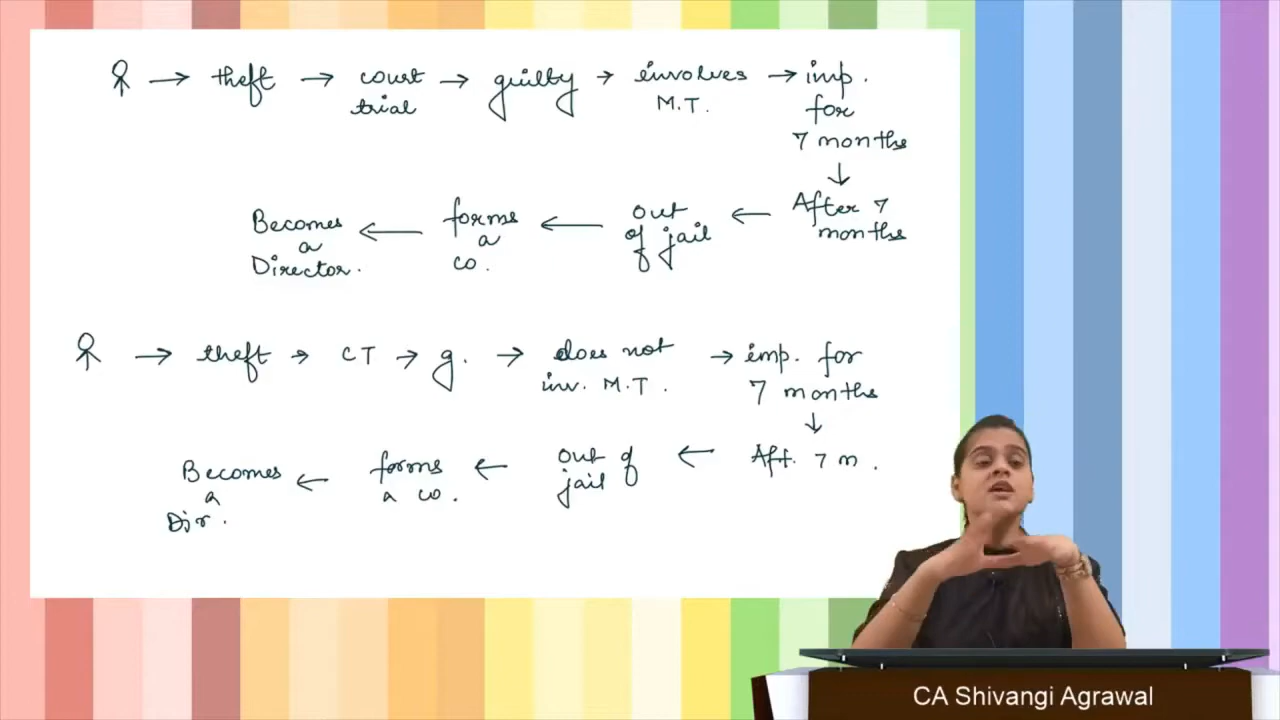 → theft → court trial → guilty → involves M.T. → imp. for 7 months
↓
After 7 months ← out of jail ← forms a co. ← Becomes a Director.
→ theft → CT → g. → does not inv. M.T. → imp. for 7 months
↓
Aft. 7 m. ← out of jail ← forms a co. ← Becomes a Dir.
CA Shivangi Agrawal